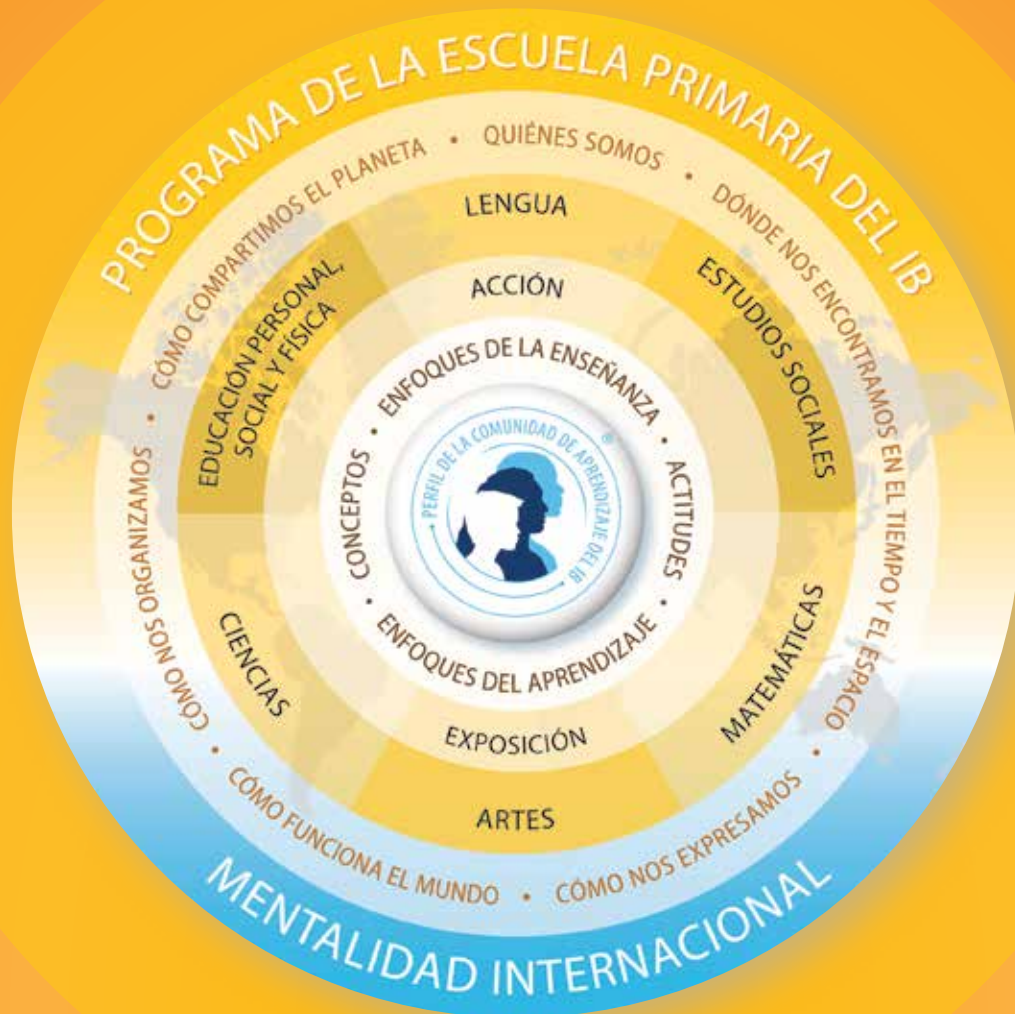 PROGRAMA DE LA ESCUELA PRIMARIA DEL IB
CÓMO COMPARTIMOS EL PLANETA • QUIÉNES SOMOS • DÓNDE NOS ENCONTRAMOS EN EL TIEMPO Y EL ESPACIO • CÓMO NOS EXPRESAMOS • CÓMO FUNCIONA EL MUNDO • CÓMO NOS ORGANIZAMOS •
LENGUA
ESTUDIOS SOCIALES
MATEMÁTICAS
ARTES
CIENCIAS
EDUCACIÓN PERSONAL,
SOCIAL Y FÍSICA
ACCIÓN
ENFOQUES DE LA ENSEÑANZA • ACTITUDES • ENFOQUES DEL APRENDIZAJE • CONCEPTOS •
PERFIL DE LA COMUNIDAD DE APRENDIZAJE DEL IB
®
EXPOSICIÓN
MENTALIDAD INTERNACIONAL